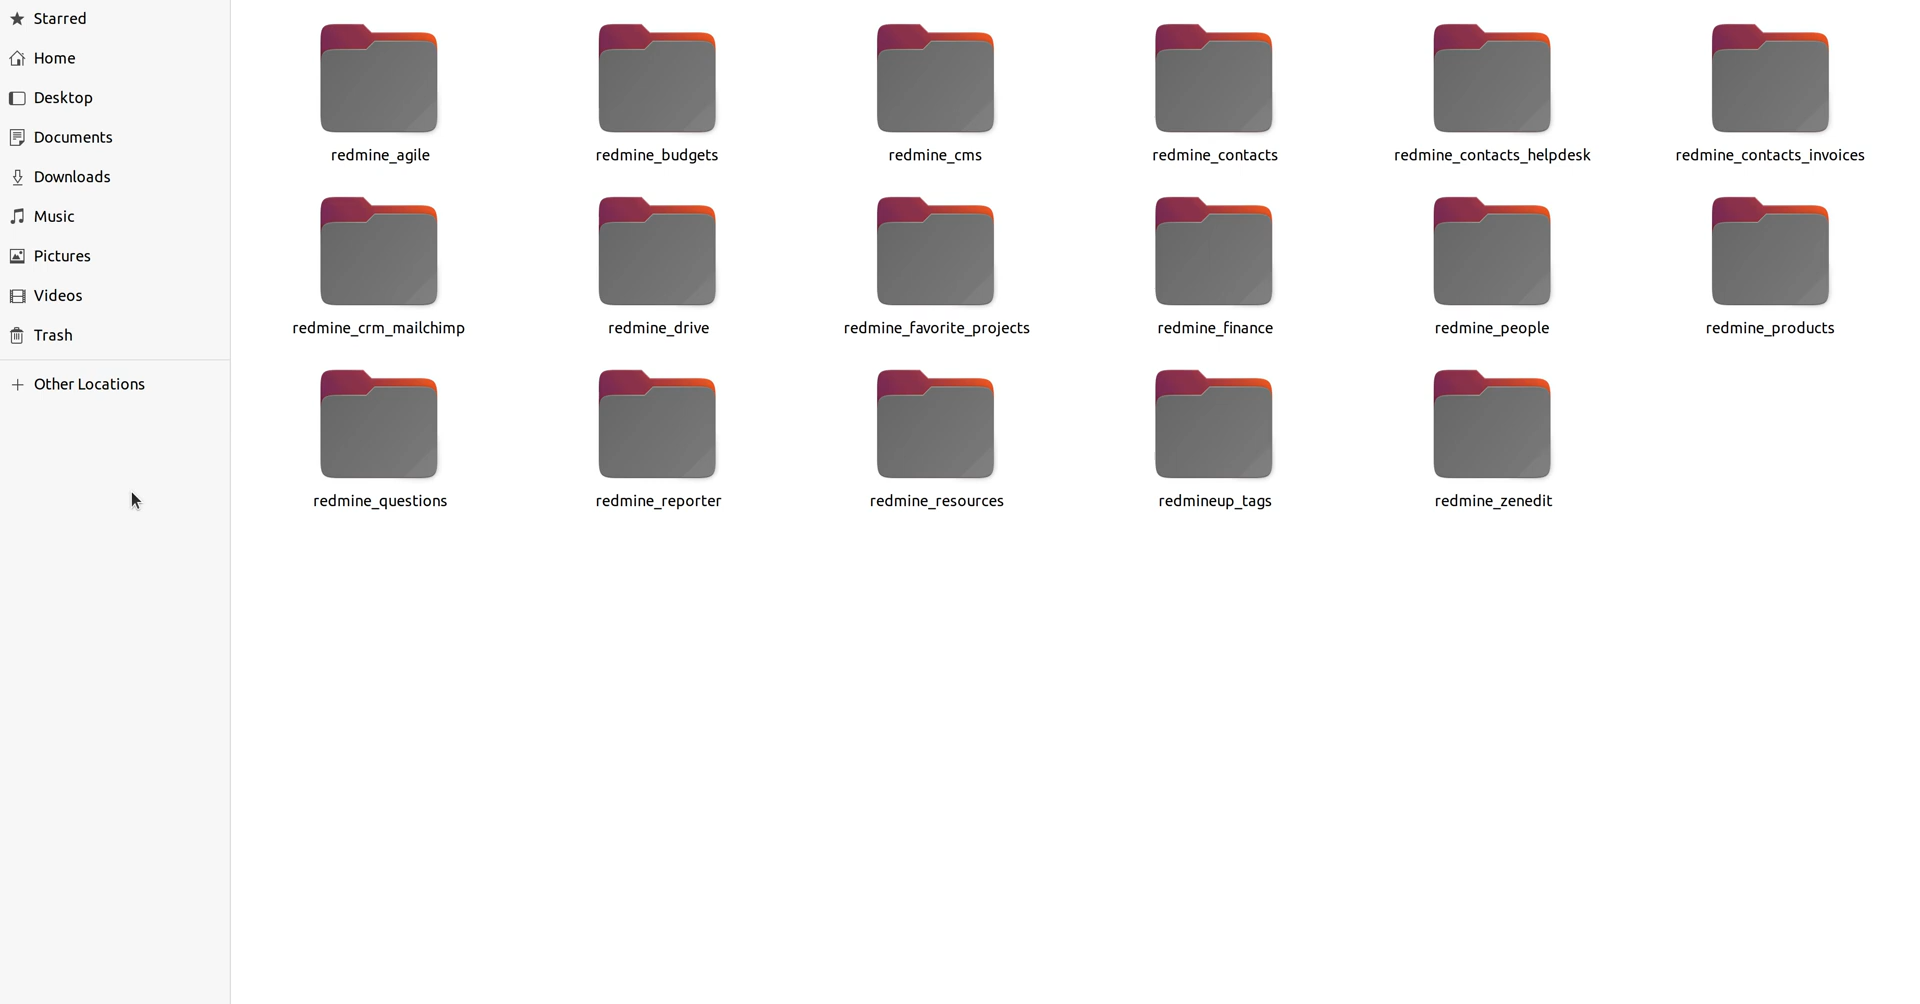 Starred
Home
Desktop
Documents
Downloads
Music
Pictures
Videos
Trash
Other Locations
redmine_agile
redmine_budgets
redmine_cms
redmine_contacts
redmine_contacts_helpdesk
redmine_contacts_invoices
redmine_crm_mailchimp
redmine_drive
redmine_favorite_projects
redmine_finance
redmine_people
redmine_products
redmine_questions
redmine_reporter
redmine_resources
redmineup_tags
redmine_zenedit